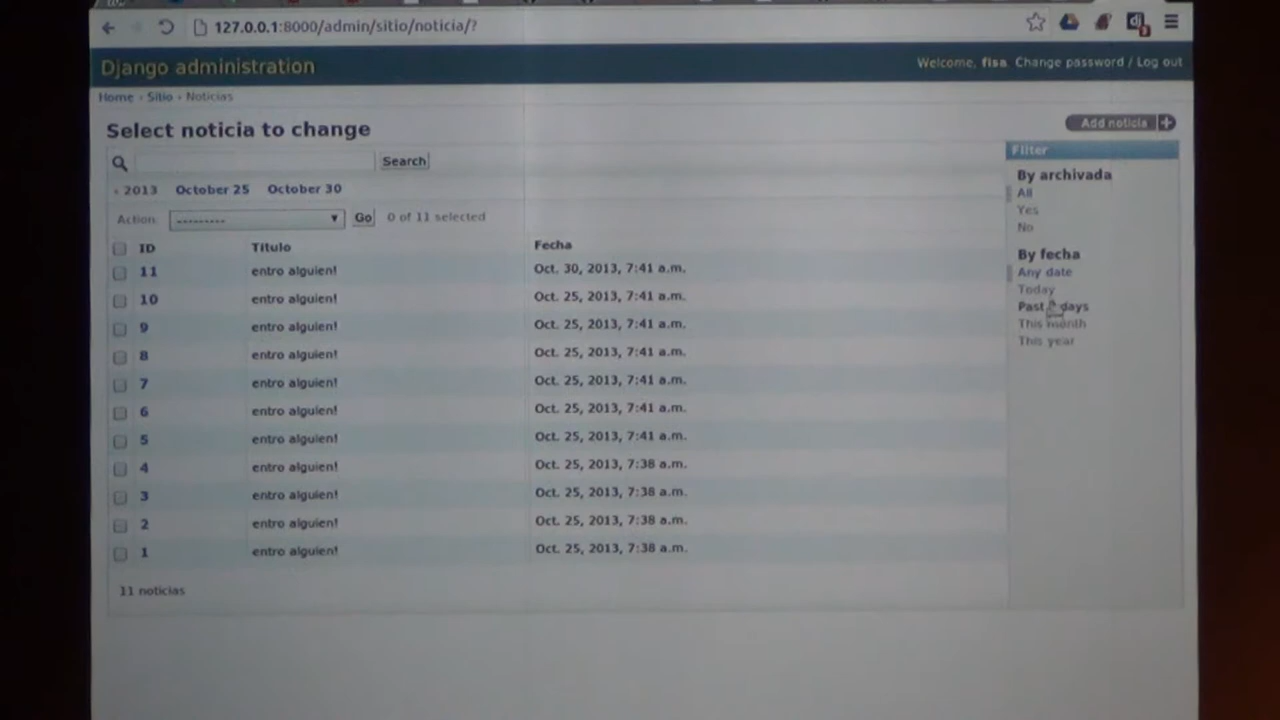 127.0.0.1:8000/admin/sitio/noticia/?
Django administration
Welcome, fisa. Change password / Log out
Home › Sitio › Noticias
Select noticia to change
Add noticia
Search
‹ 2013 October 25 October 30
Action: --------- Go 0 of 11 selected
ID Titulo Fecha
11 entro alguien! Oct. 30, 2013, 7:41 a.m.
10 entro alguien! Oct. 25, 2013, 7:41 a.m.
9 entro alguien! Oct. 25, 2013, 7:41 a.m.
8 entro alguien! Oct. 25, 2013, 7:41 a.m.
7 entro alguien! Oct. 25, 2013, 7:41 a.m.
6 entro alguien! Oct. 25, 2013, 7:41 a.m.
5 entro alguien! Oct. 25, 2013, 7:41 a.m.
4 entro alguien! Oct. 25, 2013, 7:38 a.m.
3 entro alguien! Oct. 25, 2013, 7:38 a.m.
2 entro alguien! Oct. 25, 2013, 7:38 a.m.
1 entro alguien! Oct. 25, 2013, 7:38 a.m.
11 noticias
Filter
By archivada
All
Yes
No
By fecha
Any date
Today
Past days
This month
This year